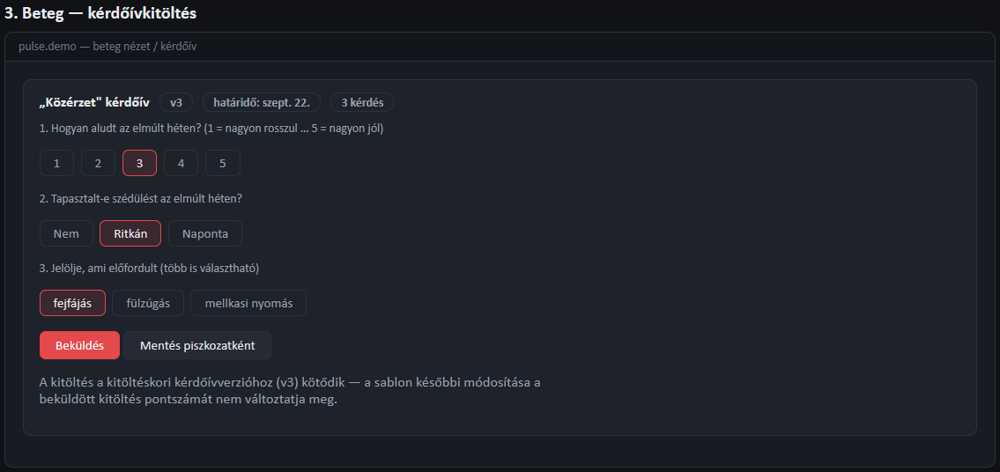 3. Beteg — kérdőívkitöltés
pulse.demo — beteg nézet / kérdőív
„Közérzet" kérdőív v3 határidő: szept. 22. 3 kérdés
1. Hogyan aludt az elmúlt héten? (1 = nagyon rosszul ... 5 = nagyon jól)
1 2 3 4 5
2. Tapasztalt-e szédülést az elmúlt héten?
Nem Ritkán Naponta
3. Jelölje, ami előfordult (több is választható)
fejfájás fülzúgás mellkasi nyomás
Beküldés Mentés piszkozatként
A kitöltés a kitöltéskori kérdőívverzióhoz (v3) kötődik — a sablon későbbi módosítása a
beküldött kitöltés pontszámát nem változtatja meg.